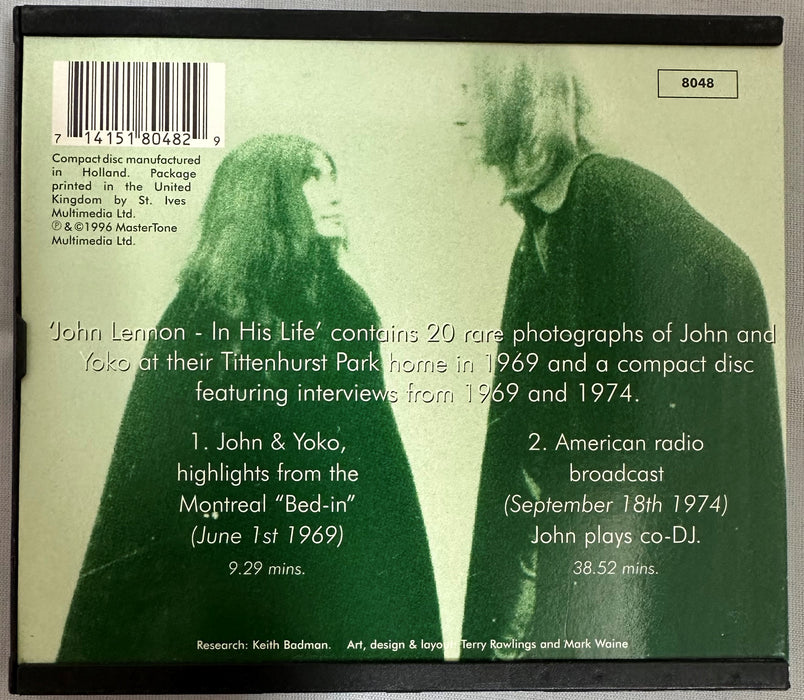 8048
7 14151 80482 9
Compact disc manufactured
in Holland. Package
printed in the United
Kingdom by St. Ives
Multimedia Ltd.
℗ & © 1996 MasterTone
Multimedia Ltd.
'John Lennon - In His Life' contains 20 rare photographs of John and
Yoko at their Tittenhurst Park home in 1969 and a compact disc
featuring interviews from 1969 and 1974.
1. John & Yoko,
highlights from the
Montreal "Bed-in"
(June 1st 1969)
9.29 mins.
2. American radio
broadcast
(September 18th 1974)
John plays co-DJ.
38.52 mins.
Research: Keith Badman. Art, design & layout Terry Rawlings and Mark Waine